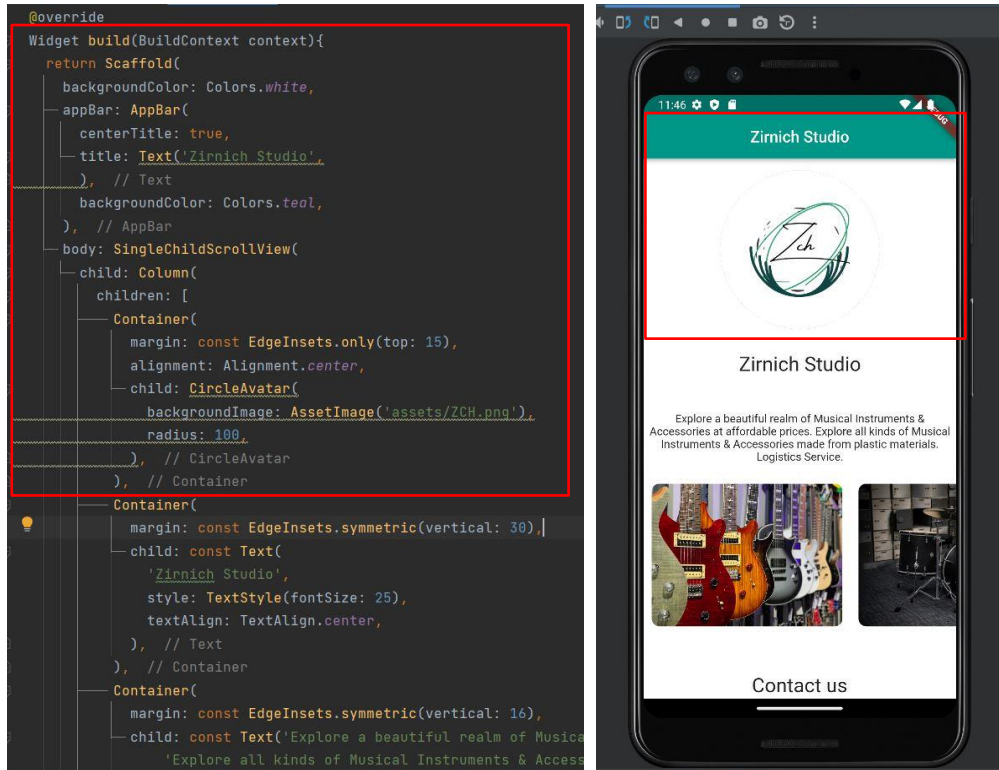 @override
Widget build(BuildContext context){
return Scaffold(
backgroundColor: Colors.white,
appBar: AppBar(
centerTitle: true,
title: Text('Zirnich Studio',
), // Text
backgroundColor: Colors.teal,
), // AppBar
body: SingleChildScrollView(
child: Column(
children: [
Container(
margin: const EdgeInsets.only(top: 15),
alignment: Alignment.center,
child: CircleAvatar(
backgroundImage: AssetImage('assets/ZCH.png'),
radius: 100,
), // CircleAvatar
), // Container
Container(
margin: const EdgeInsets.symmetric(vertical: 30),
child: const Text(
'Zirnich Studio',
style: TextStyle(fontSize: 25),
textAlign: TextAlign.center,
), // Text
), // Container
Container(
margin: const EdgeInsets.symmetric(vertical: 16),
child: const Text('Explore a beautiful realm of Musica
'Explore all kinds of Musical Instruments & Access
11:46
Zirnich Studio
Zch
Zirnich Studio
Explore a beautiful realm of Musical Instruments &
Accessories at affordable prices. Explore all kinds of Musical
Instruments & Accessories made from plastic materials.
Logistics Service.
Contact us